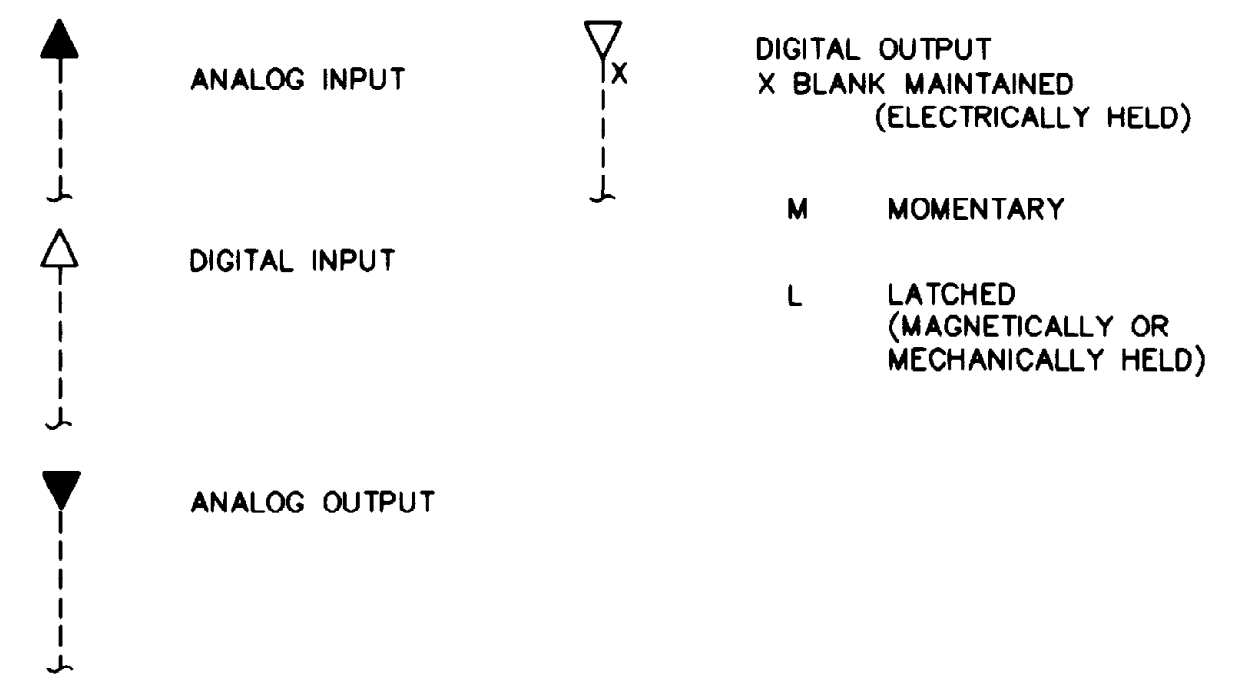 ANALOG INPUT
DIGITAL INPUT
ANALOG OUTPUT
X
DIGITAL OUTPUT
X BLANK MAINTAINED
(ELECTRICALLY HELD)
M MOMENTARY
L LATCHED
(MAGNETICALLY OR
MECHANICALLY HELD)